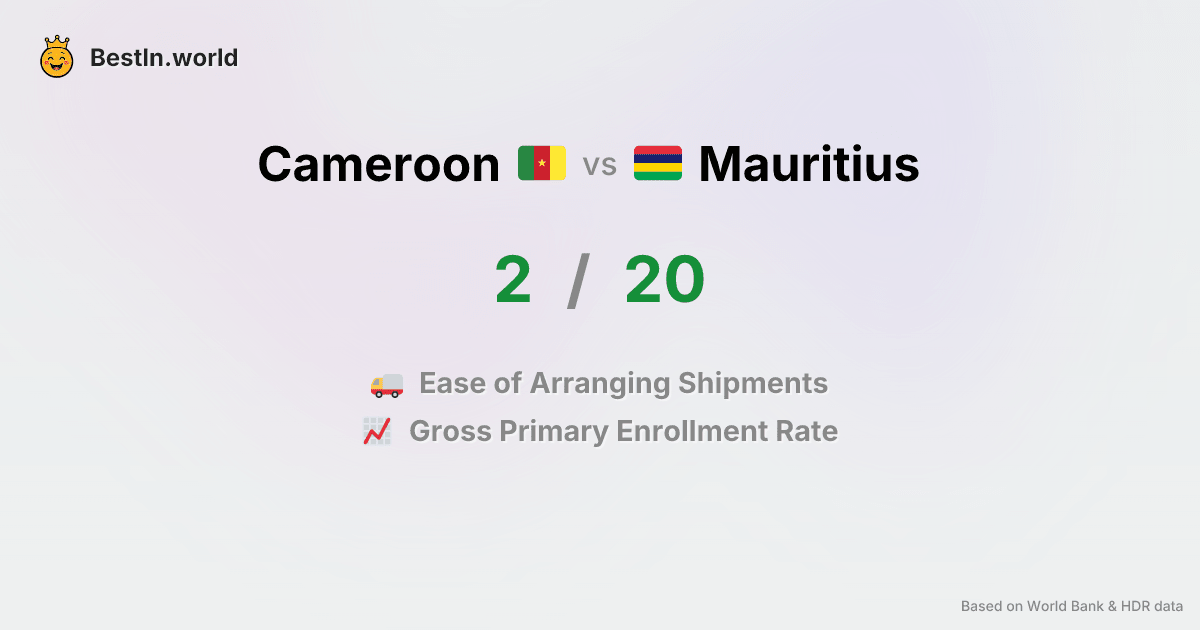 BestIn.world
Cameroon vs Mauritius
2 / 20
Ease of Arranging Shipments
Gross Primary Enrollment Rate
Based on World Bank & HDR data